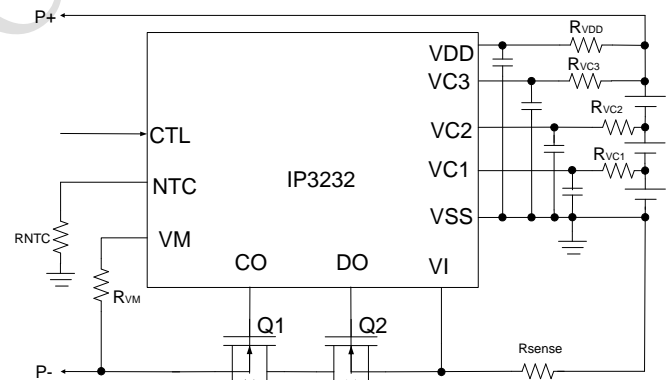 P+
RVDD
VDD
VC3
RVC3
VC2
RVC2
CTL
VC1
RVC1
NTC
IP3232
VSS
RNTC
VM
CO
DO
VI
RVM
Q1
Q2
Rsense
P-